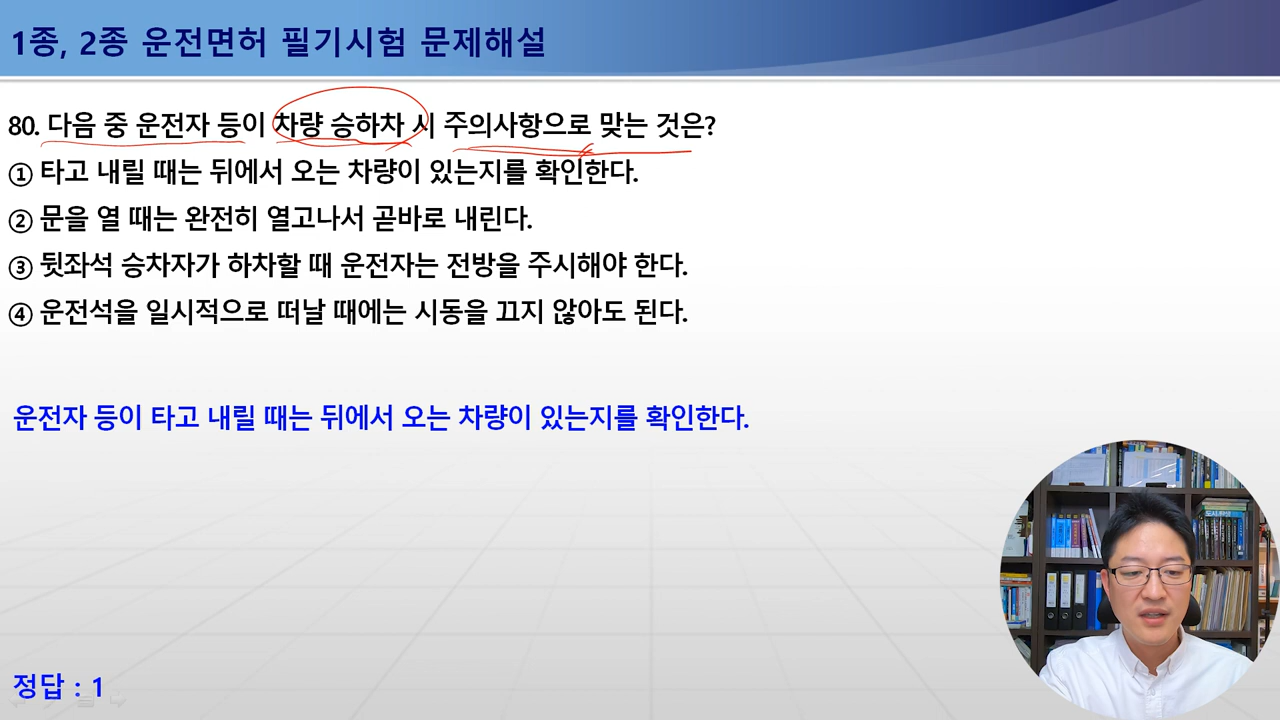 1종, 2종 운전면허 필기시험 문제해설
80. 다음 중 운전자 등이 차량 승하차 시 주의사항으로 맞는 것은?
① 타고 내릴 때는 뒤에서 오는 차량이 있는지를 확인한다.
② 문을 열 때는 완전히 열고나서 곧바로 내린다.
③ 뒷좌석 승차자가 하차할 때 운전자는 전방을 주시해야 한다.
④ 운전석을 일시적으로 떠날 때에는 시동을 끄지 않아도 된다.
운전자 등이 타고 내릴 때는 뒤에서 오는 차량이 있는지를 확인한다.
정답 : 1